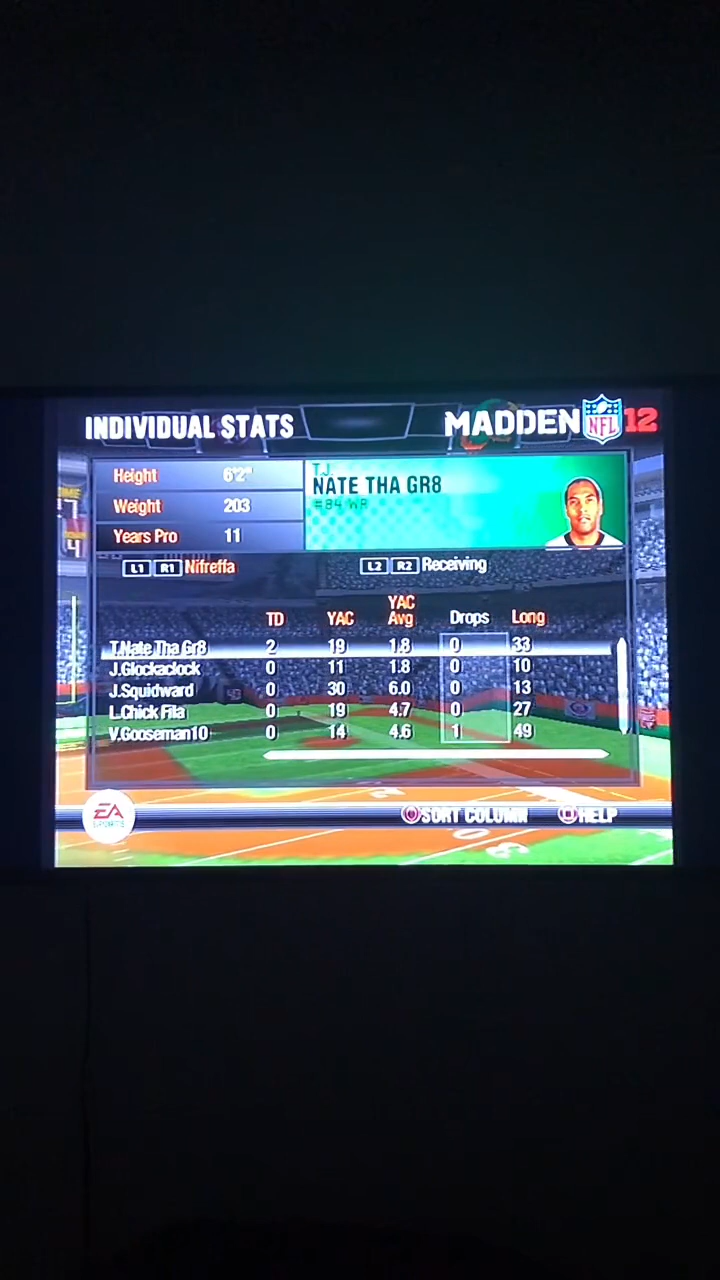 INDIVIDUAL STATS
MADDEN NFL 12
Height 6'2"
Weight 203
Years Pro 11
T.J.
NATE THA GR8
#84 WR
L1 R1 Nifreffa
L2 R2 Receiving
TD YAC YAC Avg Drops Long
T.Nate Tha Gr8 2 19 1.8 0 33
J.Glockaclock 0 11 1.8 0 10
J.Squidward 0 30 6.0 0 13
L.Chick Fila 0 19 4.7 0 27
V.Gooseman10 0 14 4.6 1 49
EA SPORTS
SORT COLUMN
HELP